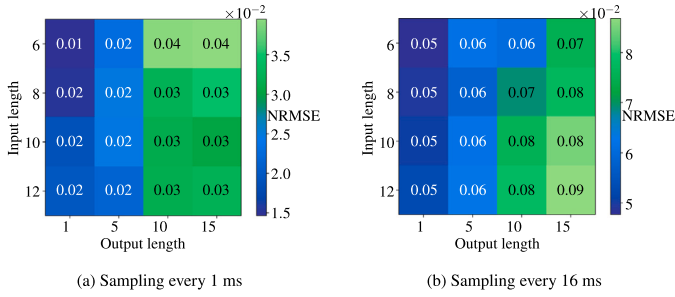 ×10⁻²
6 0.01 0.02 0.04 0.04
8 0.02 0.02 0.03 0.03
10 0.02 0.02 0.03 0.03
12 0.02 0.02 0.03 0.03
1 5 10 15
Input length
Output length
3.5
3.0
NRMSE
2.5
2.0
1.5
(a) Sampling every 1 ms
×10⁻²
6 0.05 0.06 0.06 0.07
8 0.05 0.06 0.07 0.08
10 0.05 0.06 0.08 0.08
12 0.05 0.06 0.08 0.09
1 5 10 15
Input length
Output length
8
7
NRMSE
6
5
(b) Sampling every 16 ms